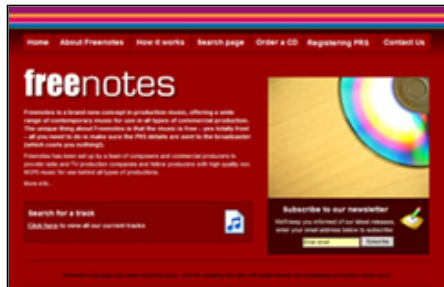 Home About Freenotes How it works Search page Order a CD Registering PRS Contact Us
freenotes
Freenotes is a brand new concept in production music, offering a wide
range of contemporary music for use in all types of commercial production.
The unique thing about Freenotes is that the music is free - yes totally free!
- all you need to do is make sure the PRS details are sent to the broadcaster
(which costs you nothing).
Freenotes has been set up by a team of composers and commercial producers to
provide radio and TV production companies and fellow producers with high quality non
MCPS music for use behind all types of productions.
More info...
Search for a track
Click here to view all our current tracks
Subscribe to our newsletter
We'll keep you informed of our latest releases,
enter your email address below to subscribe
Enter email Subscribe